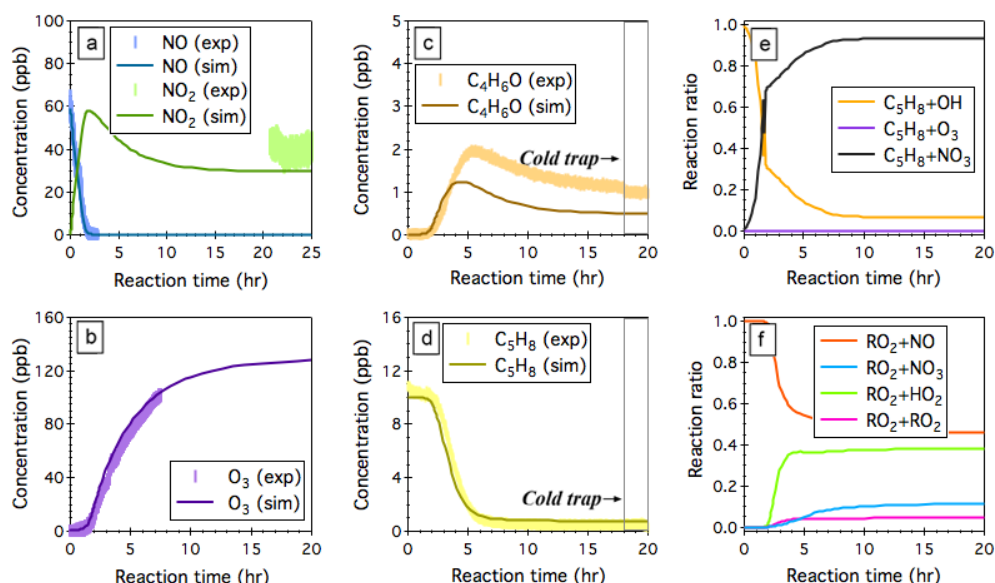 a
NO (exp)
NO (sim)
NO₂ (exp)
NO₂ (sim)
Concentration (ppb)
100
80
60
40
20
0
0 5 10 15 20 25
Reaction time (hr)
c
C₄H₆O (exp)
C₄H₆O (sim)
Cold trap→
Concentration (ppb)
5
4
3
2
1
0
0 5 10 15 20
Reaction time (hr)
e
C₅H₈+OH
C₅H₈+O₃
C₅H₈+NO₃
Reaction ratio
1.0
0.8
0.6
0.4
0.2
0.0
0 5 10 15 20
Reaction time (hr)
b
O₃ (exp)
O₃ (sim)
Concentration (ppb)
160
120
80
40
0
0 5 10 15 20
Reaction time (hr)
d
C₅H₈ (exp)
C₅H₈ (sim)
Cold trap→
Concentration (ppb)
16
12
8
4
0
0 5 10 15 20
Reaction time (hr)
f
RO₂+NO
RO₂+NO₃
RO₂+HO₂
RO₂+RO₂
Reaction ratio
1.0
0.8
0.6
0.4
0.2
0.0
0 5 10 15 20
Reaction time (hr)